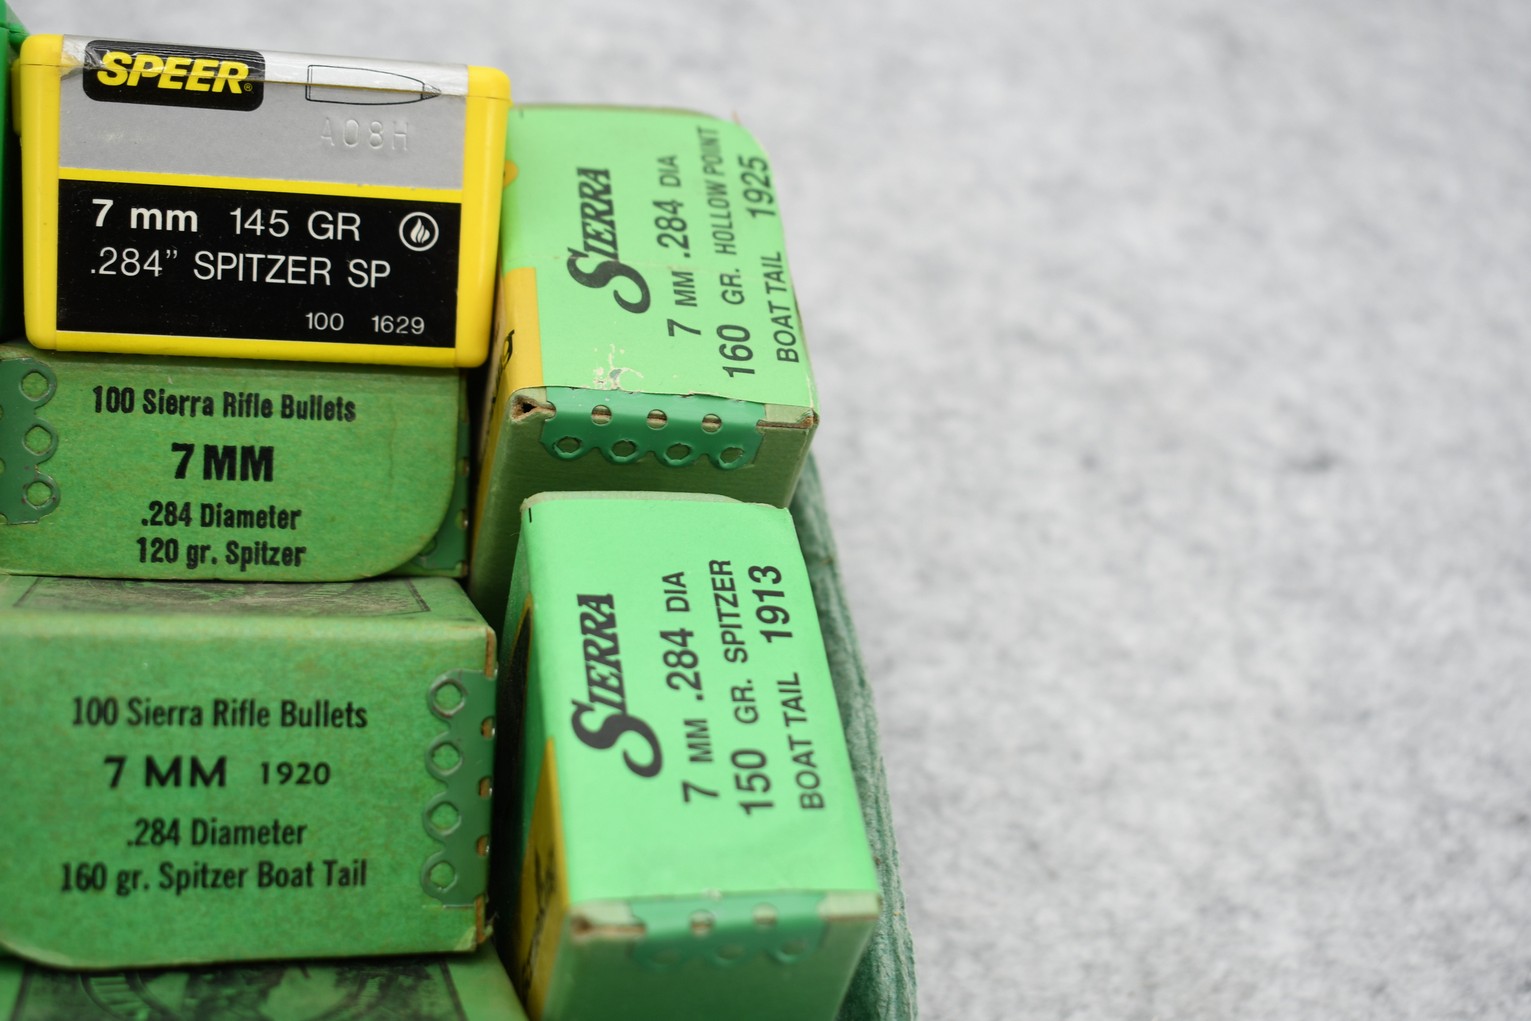 SPEER®
A08H
7 mm 145 GR
.284” SPITZER SP
100 1629
100 Sierra Rifle Bullets
7 MM
.284 Diameter
120 gr. Spitzer
100 Sierra Rifle Bullets
7 MM 1920
.284 Diameter
160 gr. Spitzer Boat Tail
SIERRA
7 MM .284 DIA
160 GR. HOLLOW POINT
BOAT TAIL 1925
SIERRA
7 MM .284 DIA
150 GR. SPITZER
BOAT TAIL 1913